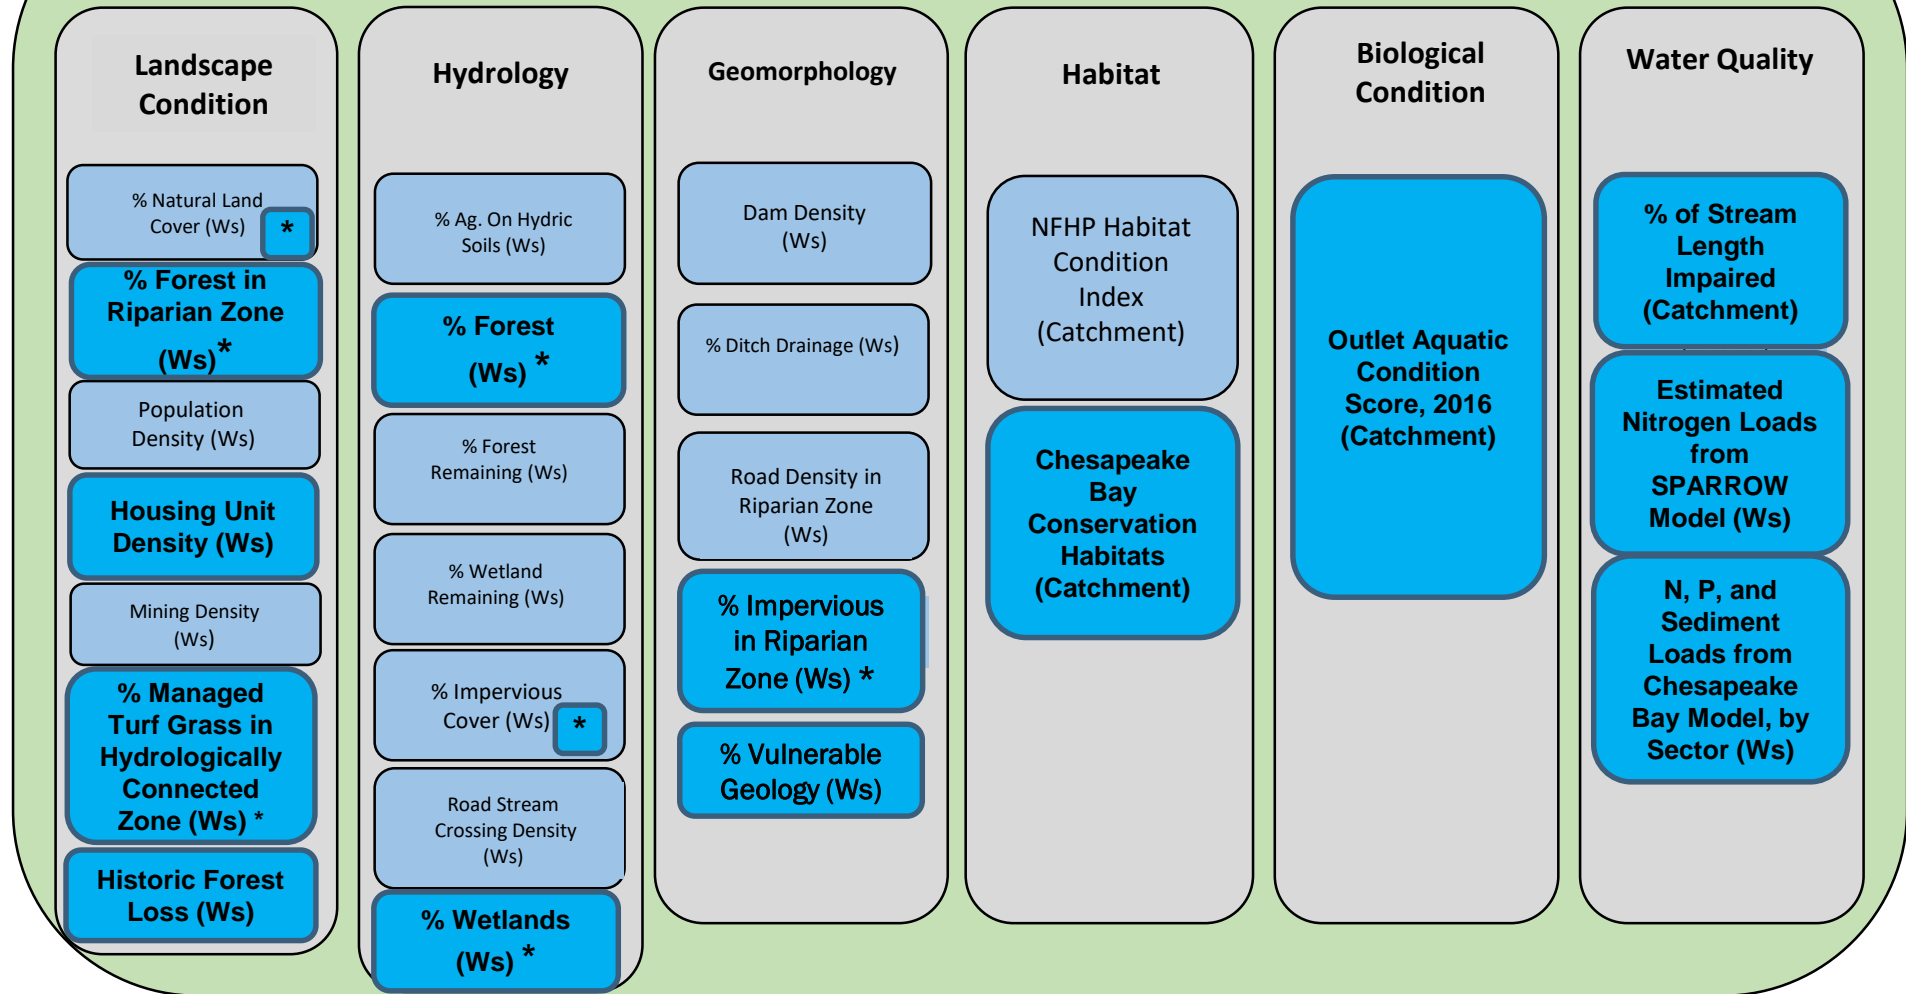 Landscape
Condition
% Natural Land
Cover (Ws)
*
% Forest in
Riparian Zone
(Ws)*
Population
Density (Ws)
Housing Unit
Density (Ws)
Mining Density
(Ws)
% Managed
Turf Grass in
Hydrologically
Connected
Zone (Ws) *
Historic Forest
Loss (Ws)
Hydrology
% Ag. On Hydric
Soils (Ws)
% Forest
(Ws) *
% Forest
Remaining (Ws)
% Wetland
Remaining (Ws)
% Impervious
Cover (Ws)
*
Road Stream
Crossing Density
(Ws)
% Wetlands
(Ws) *
Geomorphology
Dam Density
(Ws)
% Ditch Drainage (Ws)
Road Density in
Riparian Zone
(Ws)
% Impervious
in Riparian
Zone (Ws) *
% Vulnerable
Geology (Ws)
Habitat
NFHP Habitat
Condition
Index
(Catchment)
Chesapeake
Bay
Conservation
Habitats
(Catchment)
Biological
Condition
Outlet Aquatic
Condition
Score, 2016
(Catchment)
Water Quality
% of Stream
Length
Impaired
(Catchment)
Estimated
Nitrogen Loads
from
SPARROW
Model (Ws)
N, P, and
Sediment
Loads from
Chesapeake
Bay Model, by
Sector (Ws)